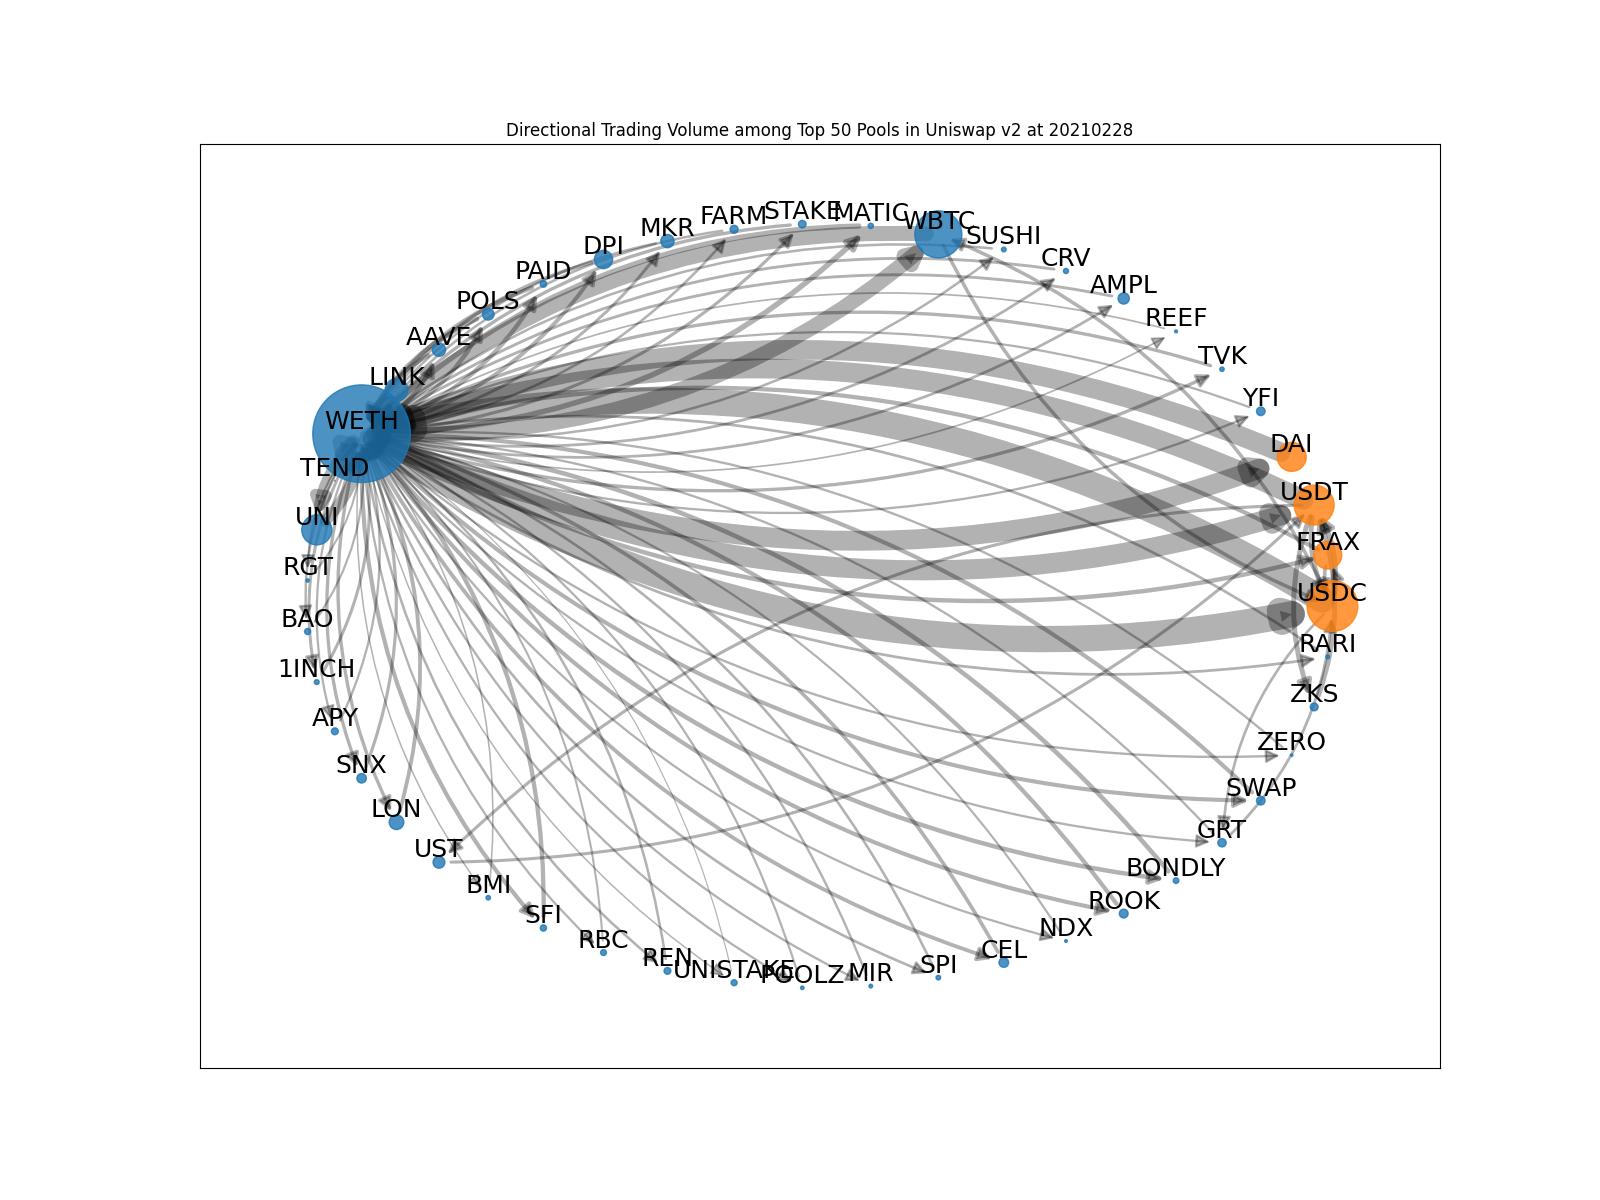 Directional Trading Volume among Top 50 Pools in Uniswap v2 at 20210228
STAKE
MATIC
FARM
WBTC
MKR
SUSHI
DPI
CRV
PAID
AMPL
POLS
REEF
AAVE
TVK
LINK
YFI
WETH
DAI
TEND
USDT
UNI
FRAX
RGT
USDC
BAO
RARI
1INCH
ZKS
APY
ZERO
SNX
SWAP
LON
GRT
UST
BONDLY
BMI
ROOK
SFI
NDX
RBC
CEL
REN
SPI
UNISTAKE
POOLZ
MIR